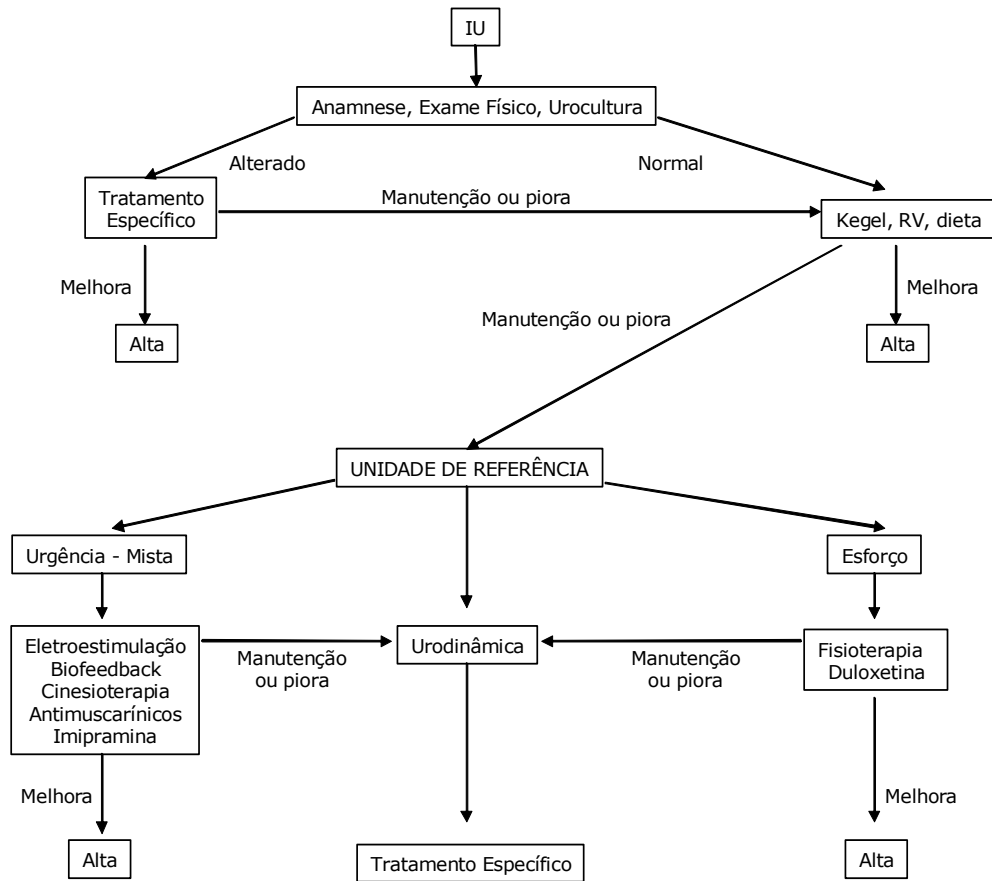 IU
Anamnese, Exame Físico, Urocultura
Alterado
Normal
Tratamento
Específico
Manutenção ou piora
Kegel, RV, dieta
Melhora
Melhora
Manutenção ou piora
Alta
Alta
UNIDADE DE REFERÊNCIA
Urgência - Mista
Esforço
Eletroestimulação
Biofeedback
Cinesioterapia
Antimuscarínicos
Imipramina
Manutenção
ou piora
Urodinâmica
Manutenção
ou piora
Fisioterapia
Duloxetina
Melhora
Melhora
Alta
Tratamento Específico
Alta